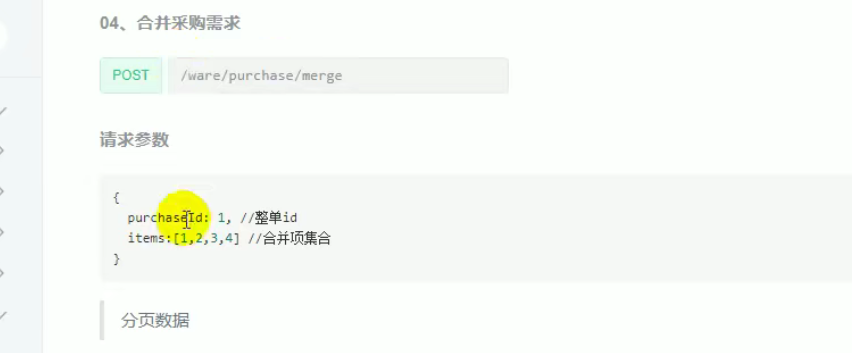 04、合并采购需求
POST /ware/purchase/merge
请求参数
{
purchaseId: 1, //整单id
items:[1,2,3,4] //合并项集合
}
分页数据